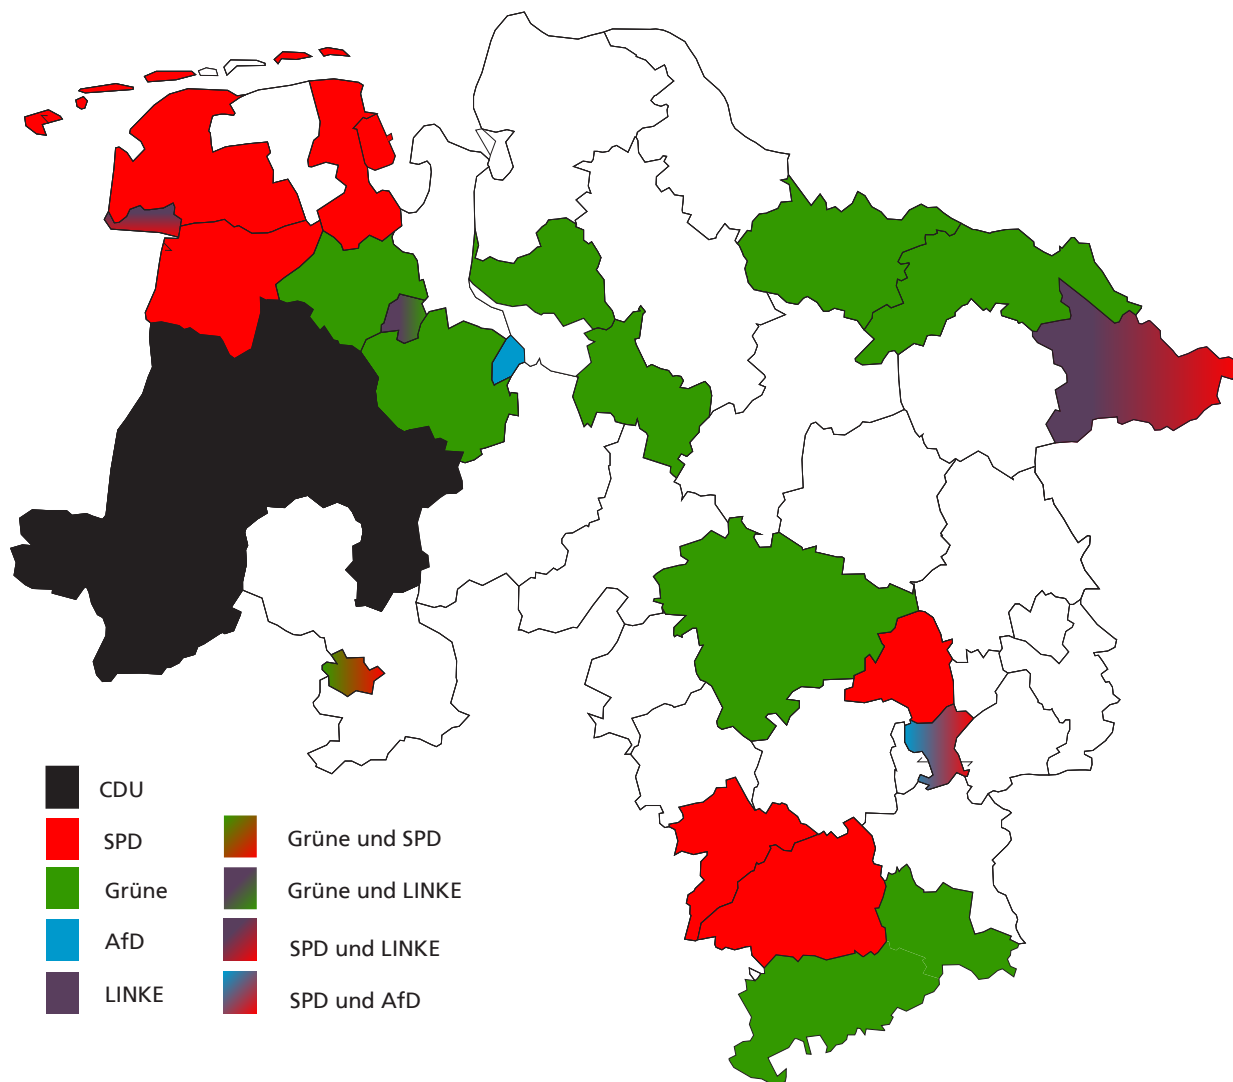 CDU
SPD
Grüne
AfD
LINKE
Grüne und SPD
Grüne und LINKE
SPD und LINKE
SPD und AfD